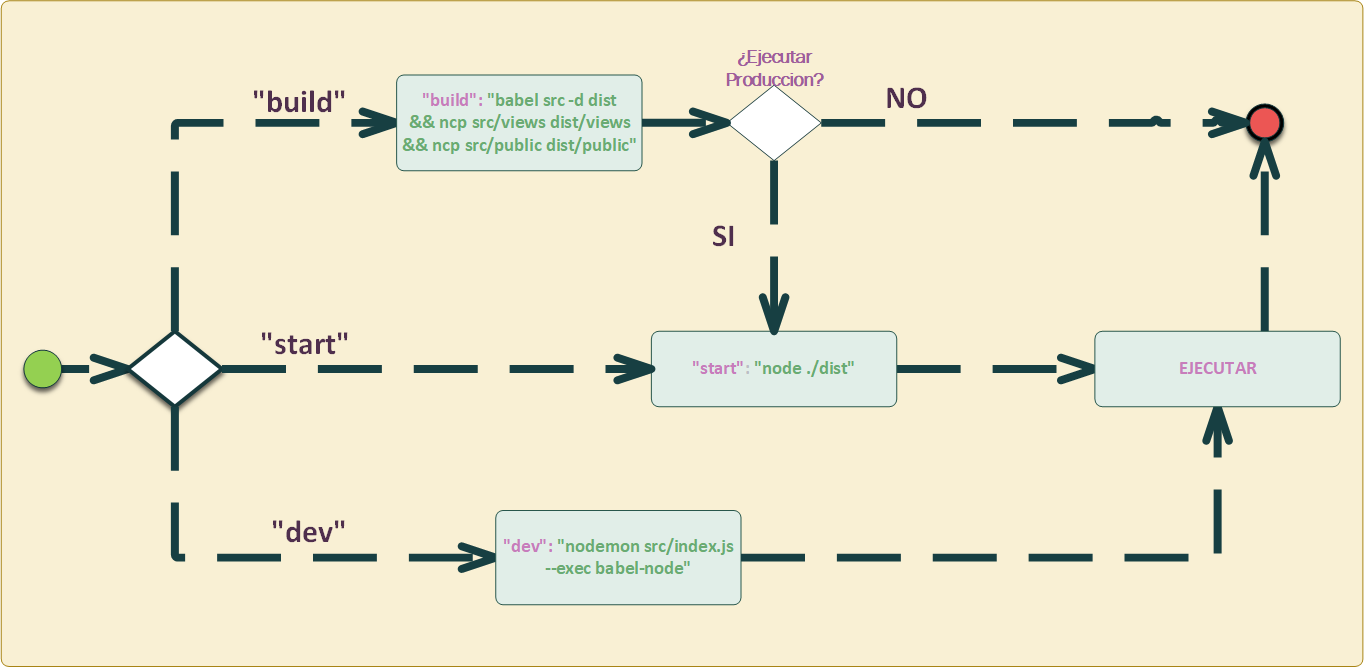 ¿Ejecutar
Produccion?
"build"
"build": "babel src -d dist
&& ncp src/views dist/views
&& ncp src/public dist/public"
NO
SI
"start"
"start": "node ./dist"
EJECUTAR
"dev"
"dev": "nodemon src/index.js
--exec babel-node"